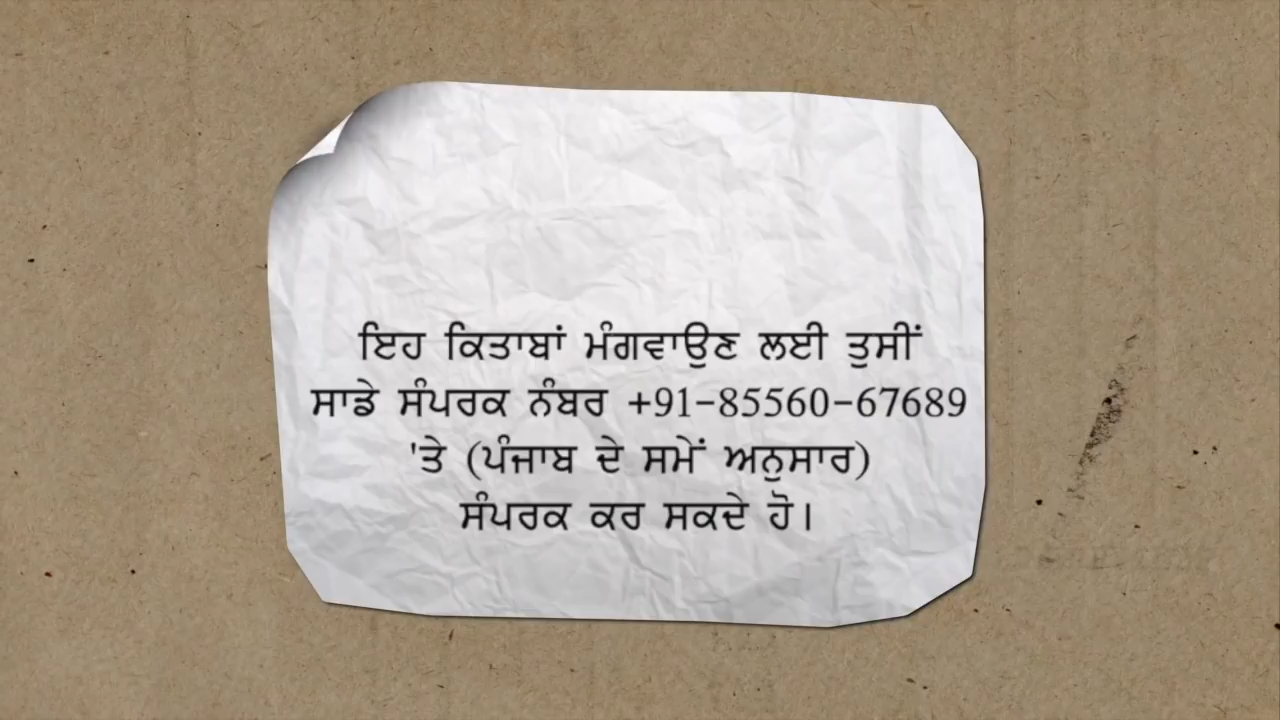 ਇਹ ਕਿਤਾਬਾਂ ਮੰਗਵਾਉਣ ਲਈ ਤੁਸੀਂ
ਸਾਡੇ ਸੰਪਰਕ ਨੰਬਰ +91-85560-67689
'ਤੇ (ਪੰਜਾਬ ਦੇ ਸਮੇਂ ਅਨੁਸਾਰ)
ਸੰਪਰਕ ਕਰ ਸਕਦੇ ਹੋ।